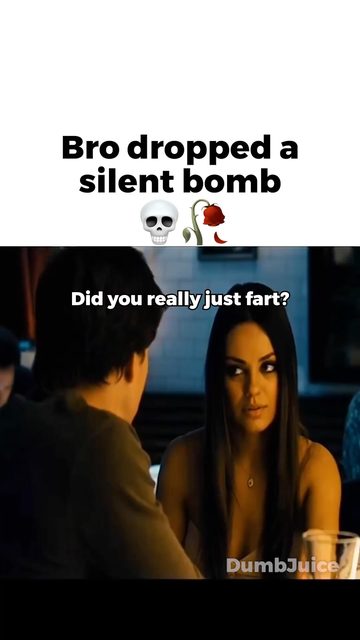 Bro dropped a
silent bomb
💀🥀
Did you really just fart?
DumbJuice